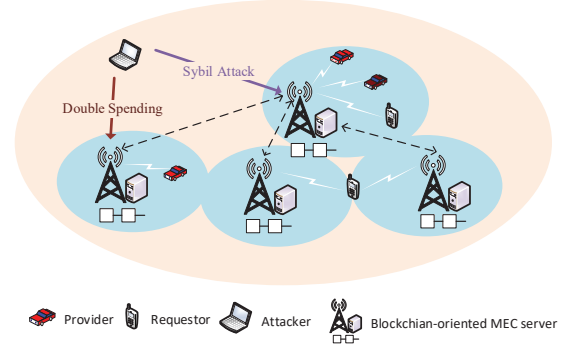 Sybil Attack
Double Spending
Provider
Requestor
Attacker
Blockchian-oriented MEC server